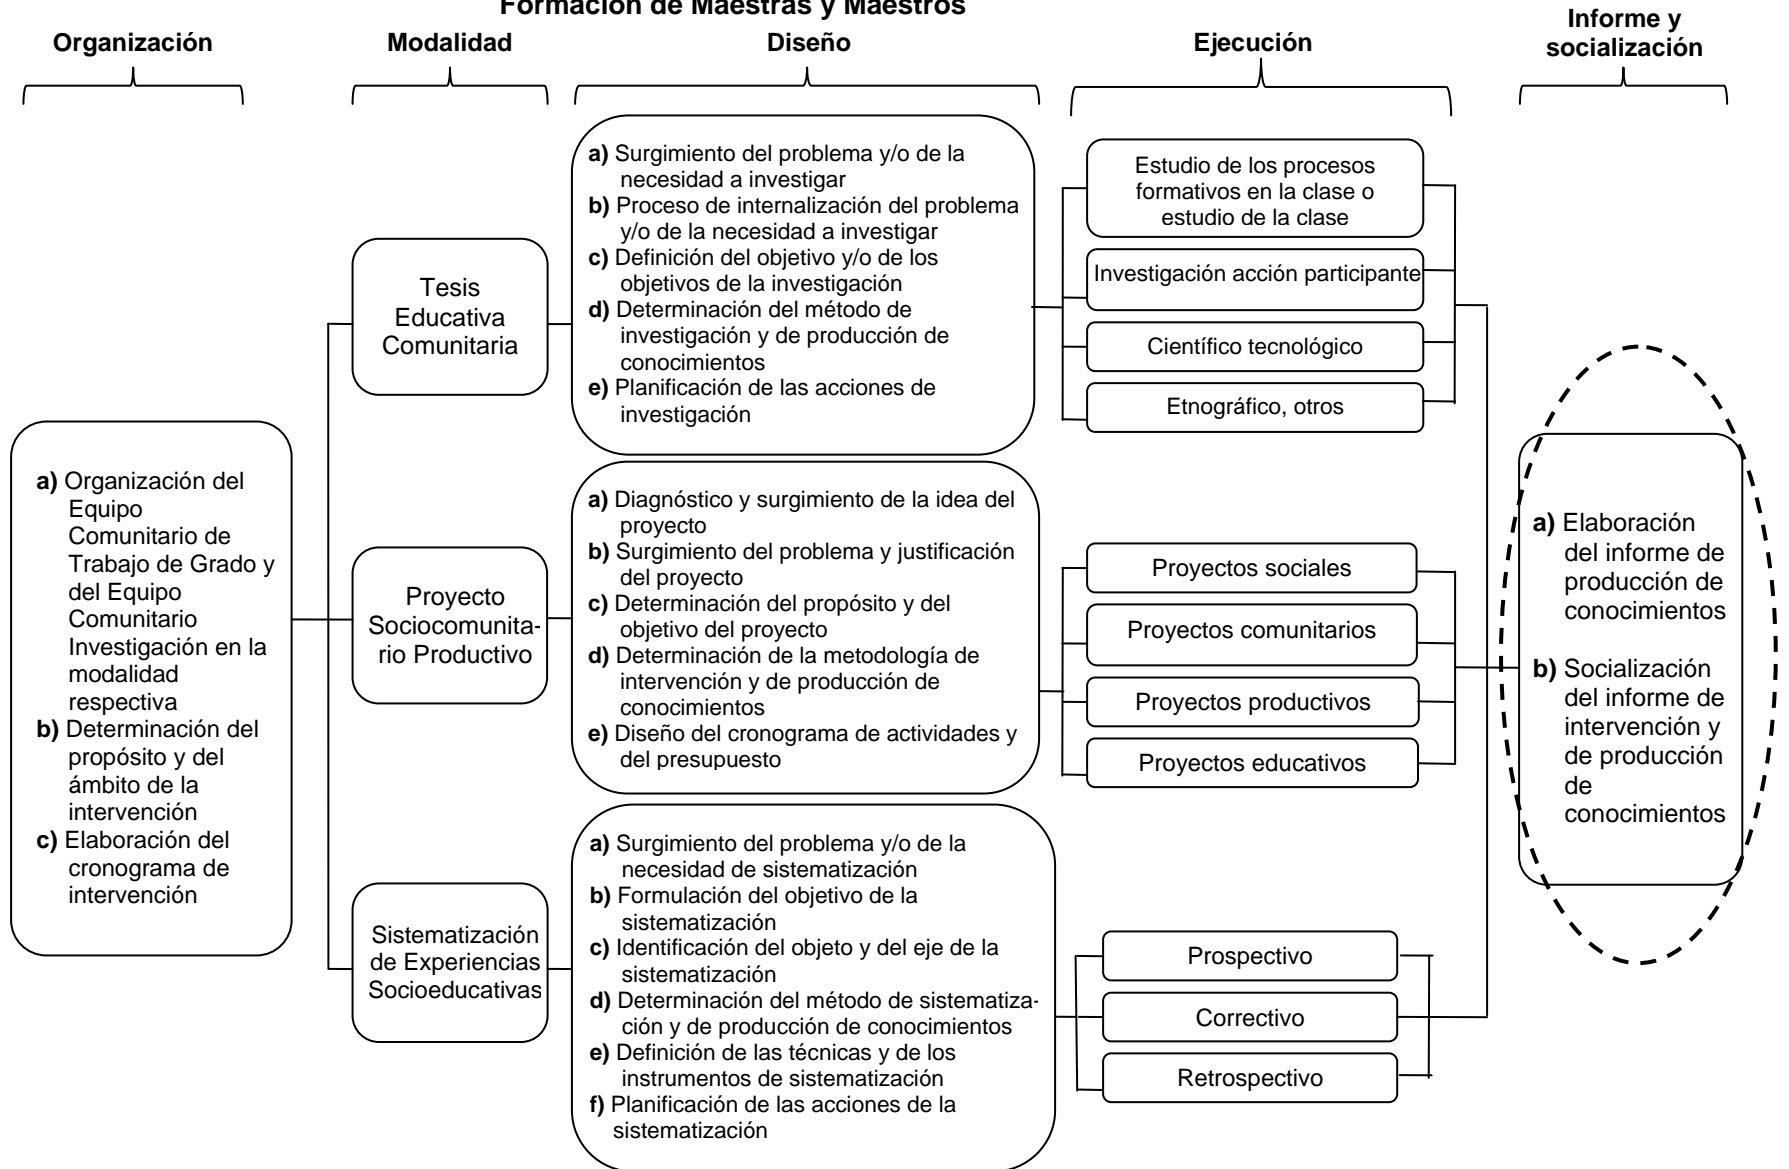 Formación de Maestras y Maestros
Organización
Modalidad
Diseño
Ejecución
Informe y
socialización
a) Organización del
Equipo
Comunitario de
Trabajo de Grado y
del Equipo
Comunitario
Investigación en la
modalidad
respectiva
b) Determinación del
propósito y del
ámbito de la
intervención
c) Elaboración del
cronograma de
intervención
Tesis
Educativa
Comunitaria
Proyecto
Sociocomunita-
rio Productivo
Sistematización
de Experiencias
Socioeducativas
a) Surgimiento del problema y/o de la
necesidad a investigar
b) Proceso de internalización del problema
y/o de la necesidad a investigar
c) Definición del objetivo y/o de los
objetivos de la investigación
d) Determinación del método de
investigación y de producción de
conocimientos
e) Planificación de las acciones de
investigación
a) Diagnóstico y surgimiento de la idea del
proyecto
b) Surgimiento del problema y justificación
del proyecto
c) Determinación del propósito y del
objetivo del proyecto
d) Determinación de la metodología de
intervención y de producción de
conocimientos
e) Diseño del cronograma de actividades y
del presupuesto
a) Surgimiento del problema y/o de la
necesidad de sistematización
b) Formulación del objetivo de la
sistematización
c) Identificación del objeto y del eje de la
sistematización
d) Determinación del método de sistematiza-
ción y de producción de conocimientos
e) Definición de las técnicas y de los
instrumentos de sistematización
f) Planificación de las acciones de la
sistematización
Estudio de los procesos
formativos en la clase o
estudio de la clase
Investigación acción participante
Científico tecnológico
Etnográfico, otros
Proyectos sociales
Proyectos comunitarios
Proyectos productivos
Proyectos educativos
Prospectivo
Correctivo
Retrospectivo
a) Elaboración
del informe de
producción de
conocimientos
b) Socialización
del informe de
intervención y
de producción
de
conocimientos